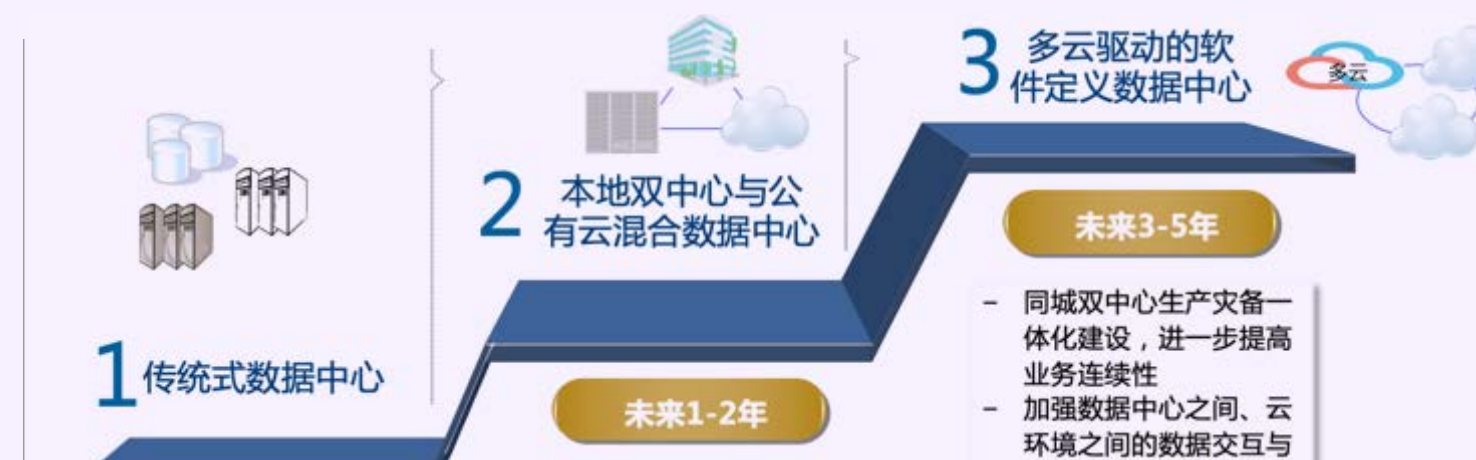 1 传统式数据中心
2 本地双中心与公
有云混合数据中心
未来1-2年
3 多云驱动的软
件定义数据中心
多云
未来3-5年
- 同城双中心生产灾备一
体化建设，进一步提高
业务连续性
- 加强数据中心之间、云
环境之间的数据交互与